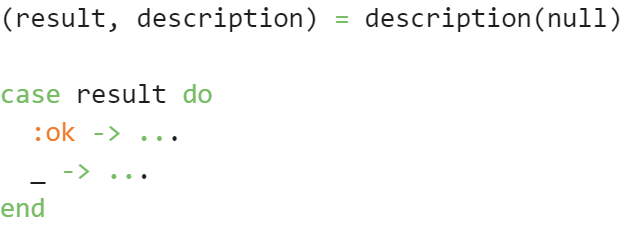 (result, description) = description(null)
case result do
:ok -> ...
_ -> ...
end